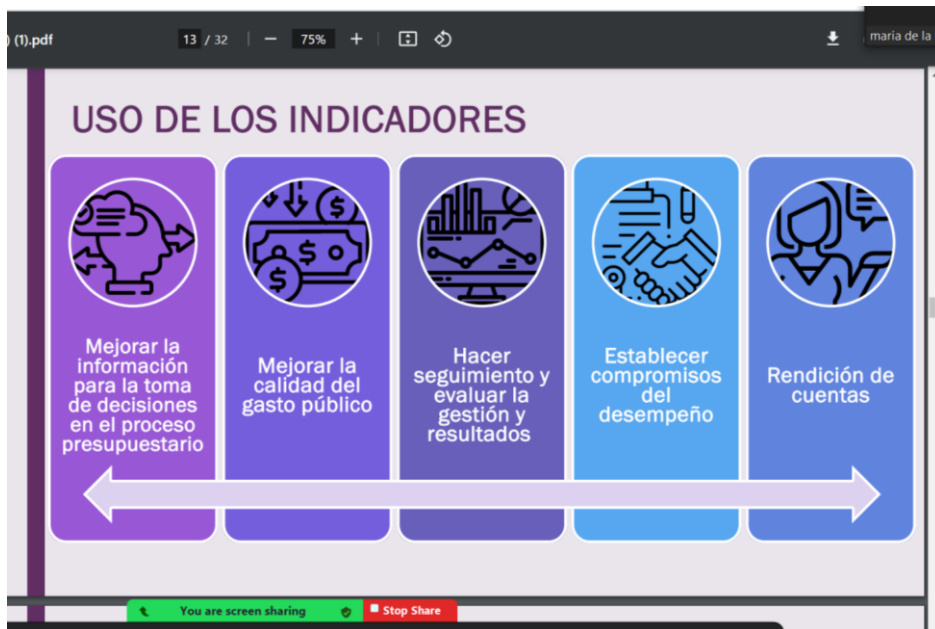 ) (1).pdf
13 / 32
75%
maría de la
USO DE LOS INDICADORES
Mejorar la
información
para la toma
de decisiones
en el proceso
presupuestario
Mejorar la
calidad del
gasto público
Hacer
seguimiento y
evaluar la
gestión y
resultados
Establecer
compromisos
del
desempeño
Rendición de
cuentas
You are screen sharing
Stop Share